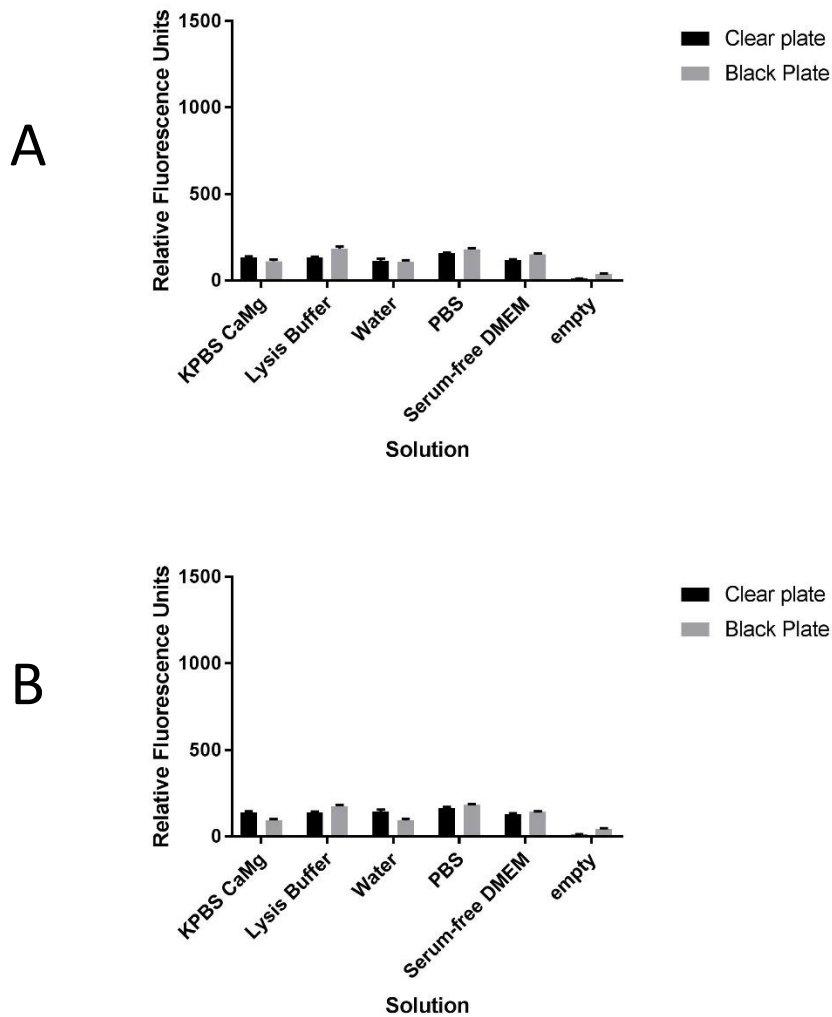 A
Relative Fluorescence Units
1500
1000
500
0
KPBS CaMg
Lysis Buffer
Water
PBS
Serum-free DMEM
empty
Solution
Clear plate
Black Plate
B
Relative Fluorescence Units
1500
1000
500
0
KPBS CaMg
Lysis Buffer
Water
PBS
Serum-free DMEM
empty
Solution
Clear plate
Black Plate